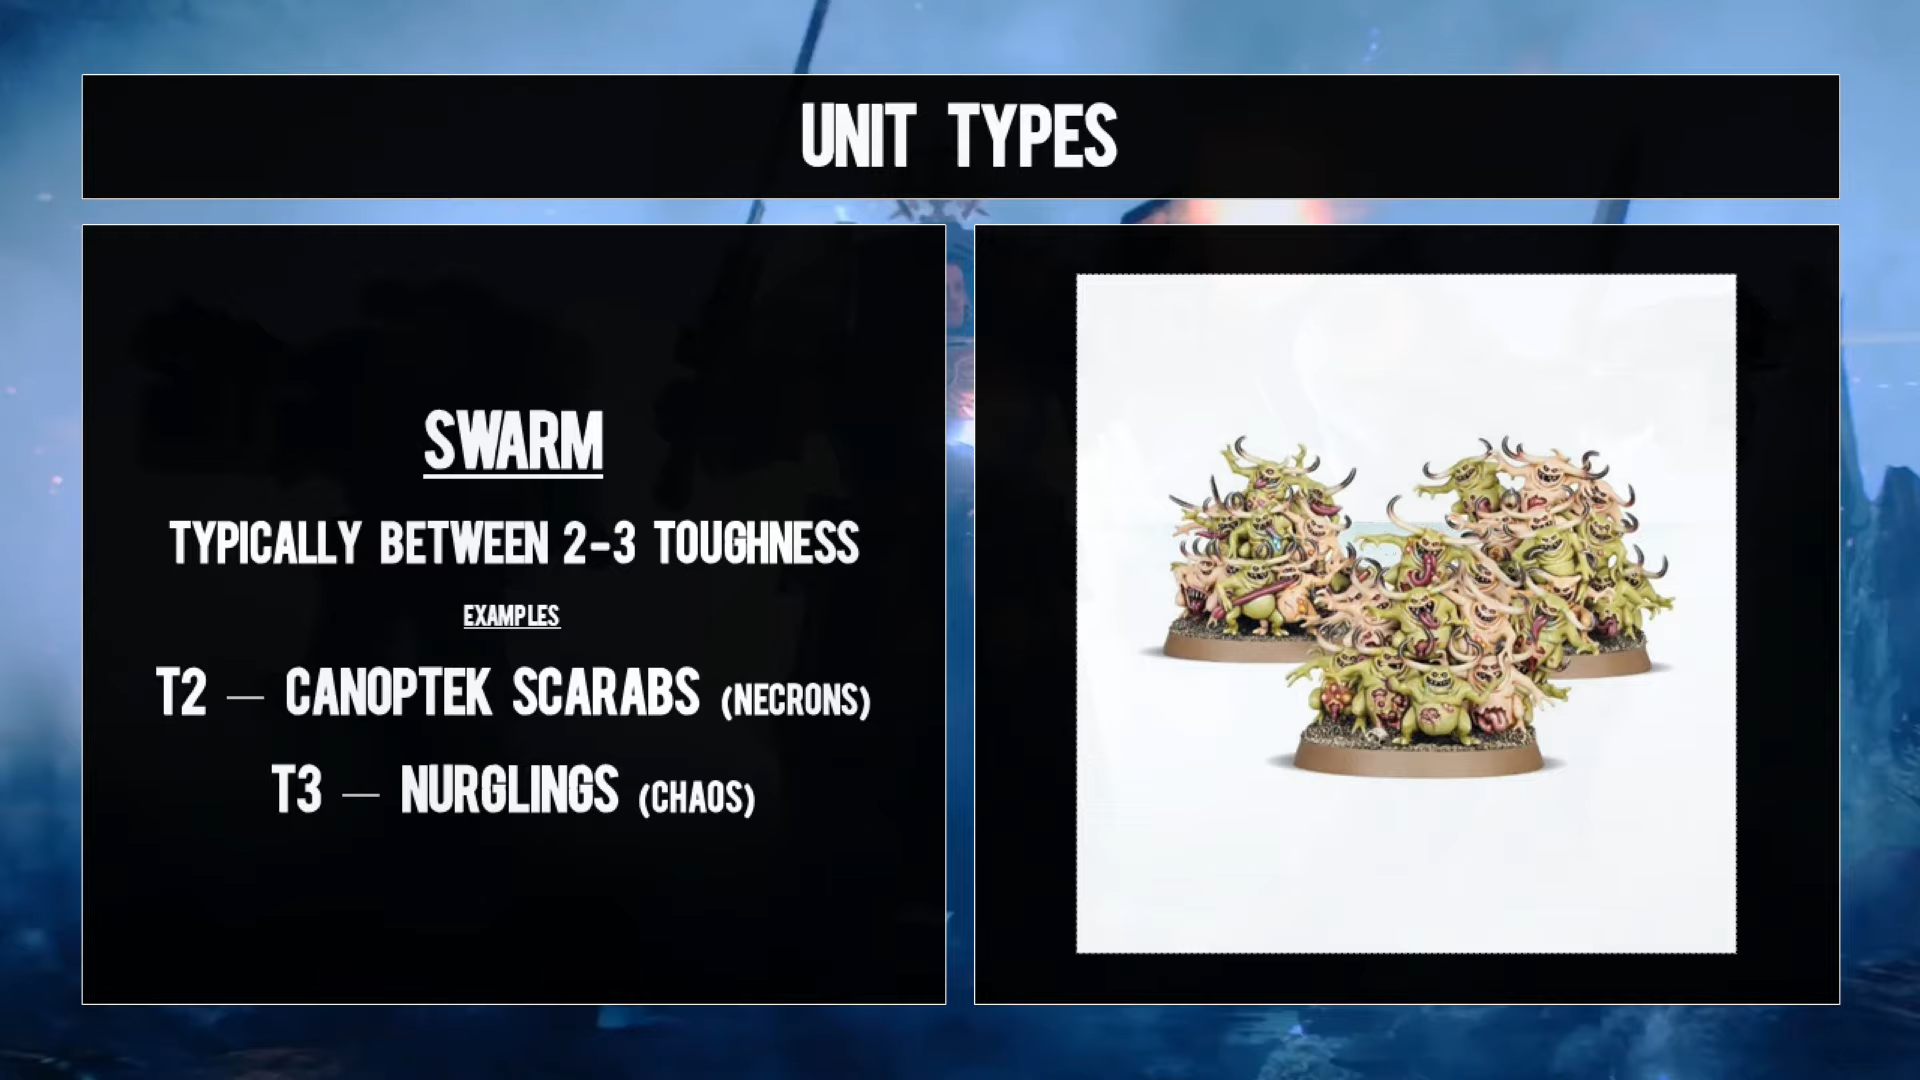 UNIT TYPES
SWARM
TYPICALLY BETWEEN 2-3 TOUGHNESS
EXAMPLES
T2 — CANOPTEK SCARABS (NECRONS)
T3 — NURGLINGS (CHAOS)